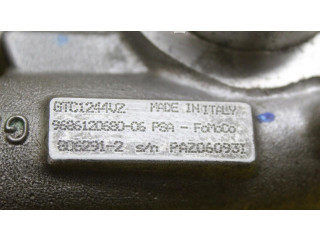 GTC1244VZ MADE IN ITALY
9686120680-06 PSA - FoMoCo
806291-2 s/n PAZ060931
G